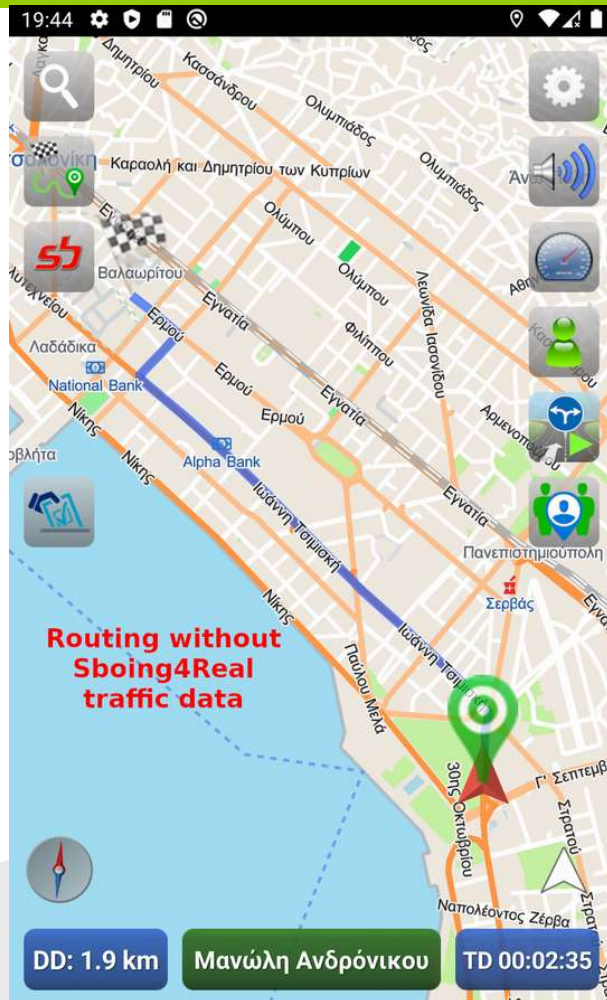 19:44
Δημητρίου
Κασσάνδρου
Ολυμπιάδος
Ολυμπιάδος
Καραολή και Δημητρίου των Κυπρίων
Ολύμπου
Ολύμπου
Λεωνίδα Ιασονίδου
sb
Βαλαωρίτου
Εγνατία
Φιλίππου
Ερμού
Λαδάδικα
National Bank
Ερμού
Εγνατία
Νίκης
Ερμού
Νίκης
Alpha Bank
Εγνατία
Πανεπιστημιούπολη
Ιωάννη Τσιμισκή
Σερβάς
Νίκης
Routing without
Sboing4Real
traffic data
Ιωάννη Τσιμισκή
Παύλου Μελά
30ης Οκτωβρίου
Γ' Σεπτεμβ
Στρατού
Ναπολέοντος Ζέρβα
DD: 1.9 km
Μανώλη Ανδρόνικου
TD 00:02:35